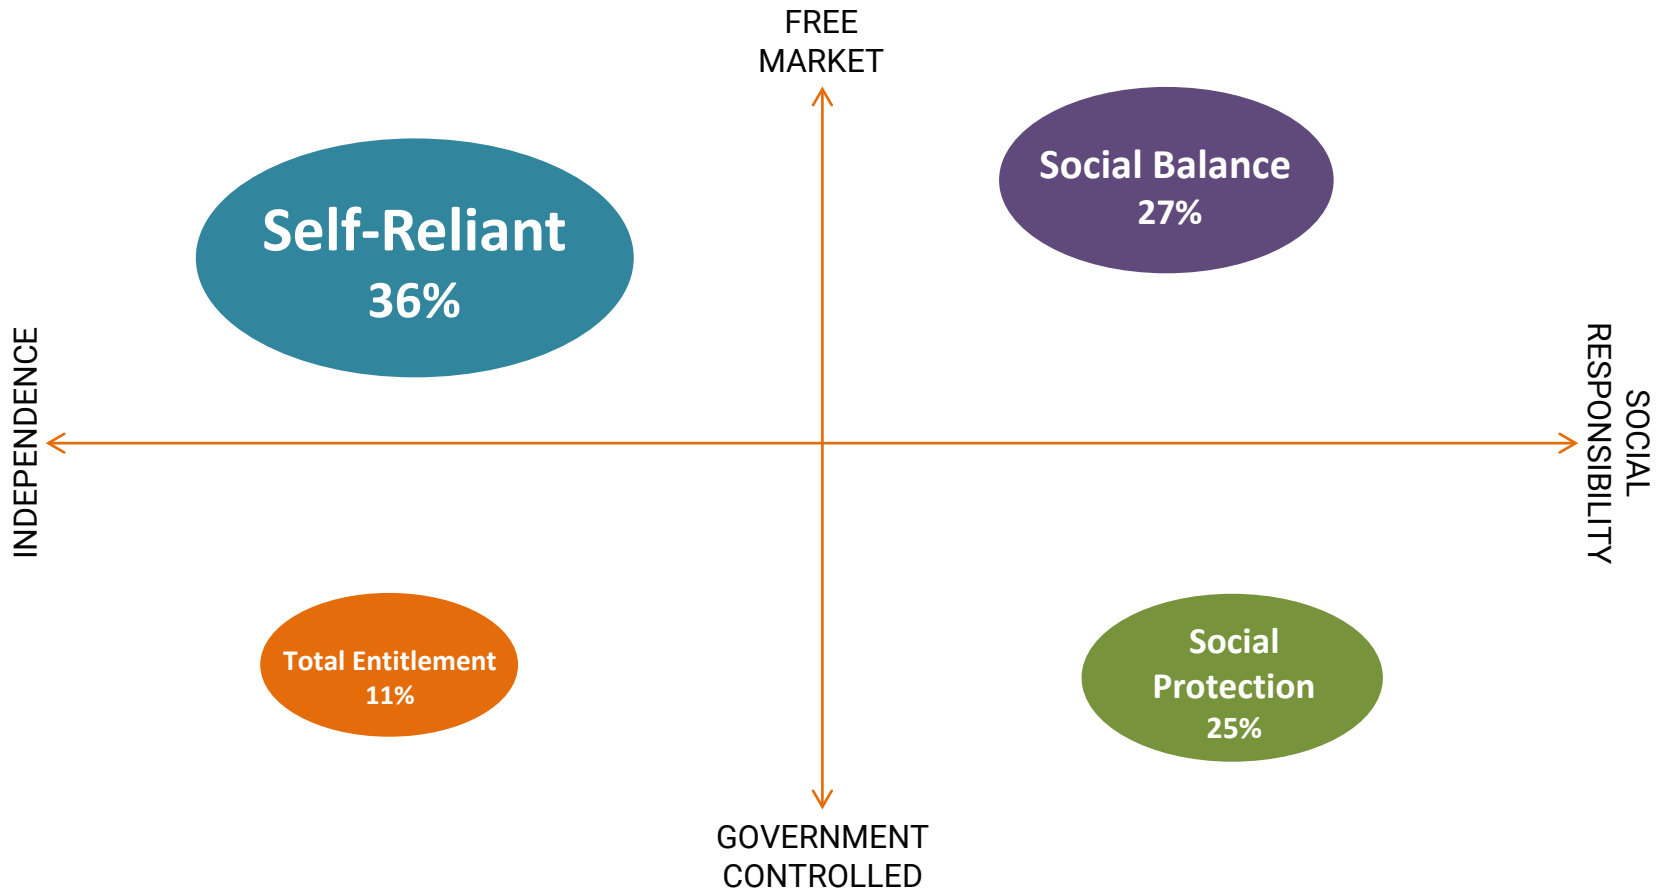 FREE
MARKET
Social Balance
27%
Self-Reliant
36%
INDEPENDENCE
SOCIAL
RESPONSIBILITY
Total Entitlement
11%
Social
Protection
25%
GOVERNMENT
CONTROLLED